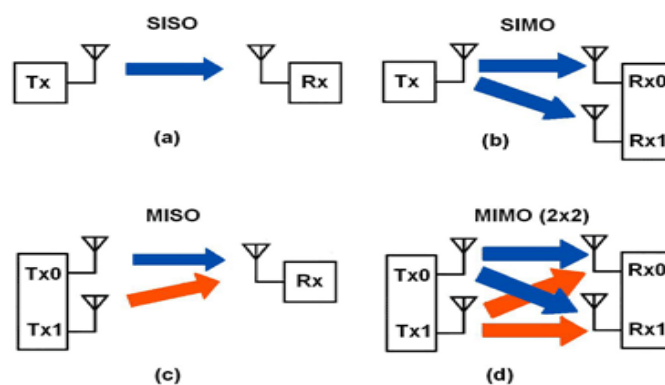 SISO
Tx
Rx
(a)
SIMO
Tx
Rx0
Rx1
(b)
MISO
Tx0
Tx1
Rx
(c)
MIMO (2x2)
Tx0
Tx1
Rx0
Rx1
(d)